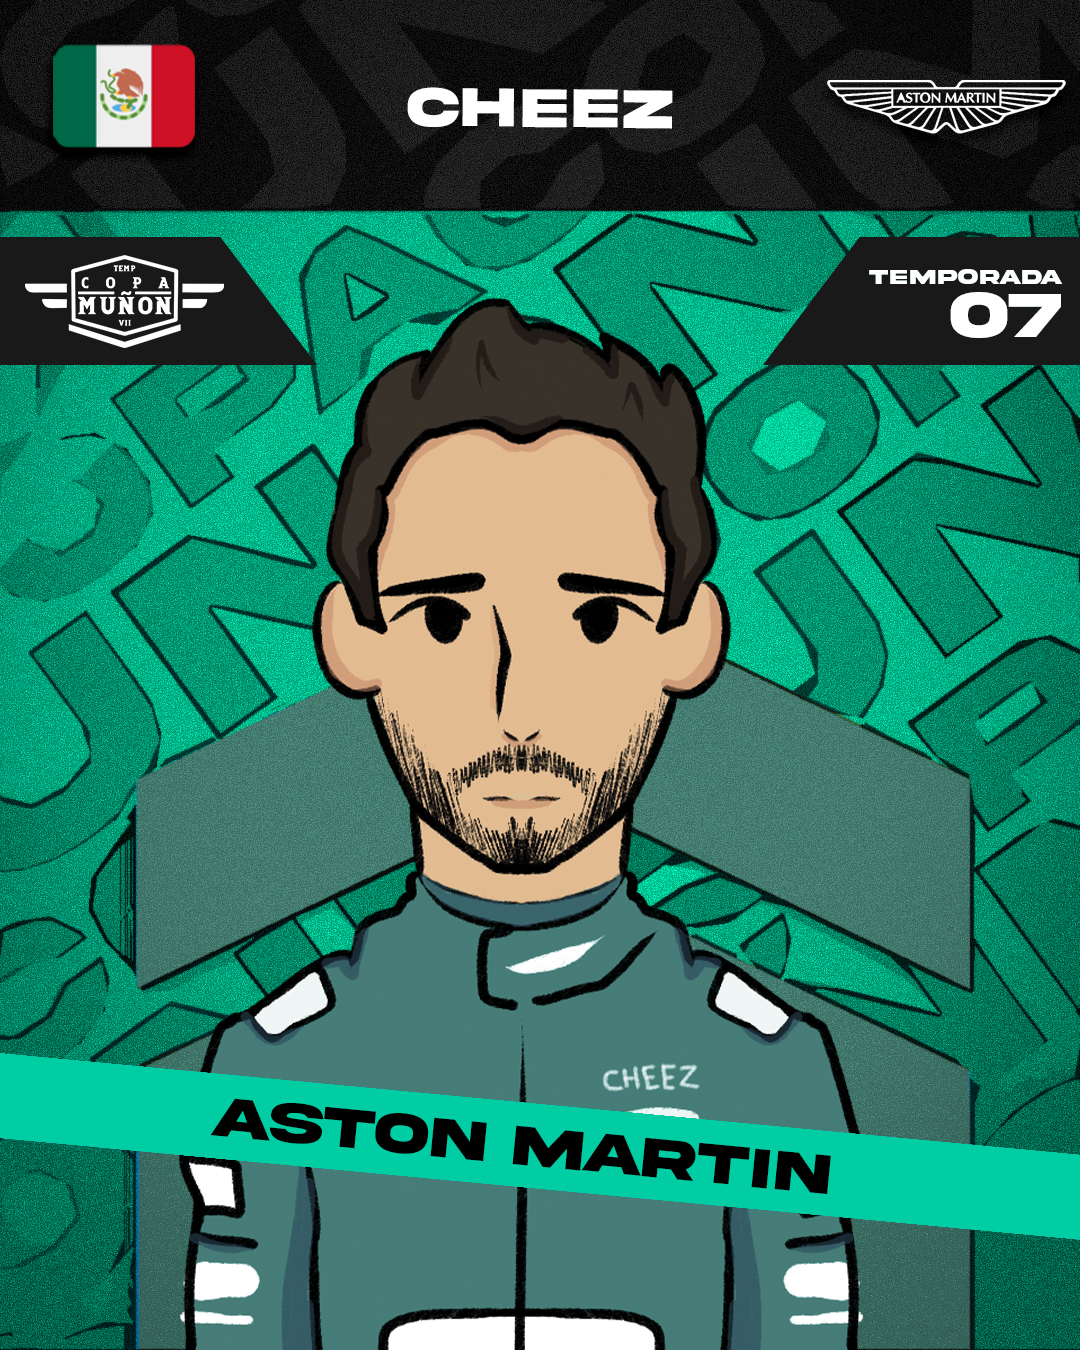 CHEEZ
ASTON MARTIN
TEMP
COPA
MUÑON
VII
TEMPORADA
07
CHEEZ
ASTON MARTIN